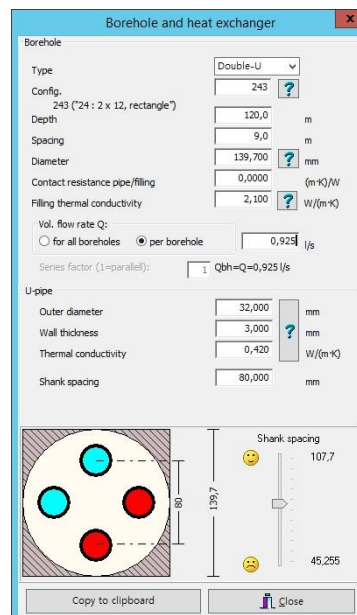 Borehole and heat exchanger
x
Borehole
Type Double-U
Config. 243 ?
243 ("24 : 2 x 12, rectangle")
Depth 120,0 m
Spacing 9,0 m
Diameter 139,700 ? mm
Contact resistance pipe/filling 0,0000 (m·K)/W
Filling thermal conductivity 2,100 ? W/(m·K)
Vol. flow rate Q:
for all boreholes per borehole 0,925 l/s
Series factor (1=parallel): 1 Qbh=Q=0,925 l/s
U-pipe
Outer diameter 32,000 mm
Wall thickness 3,000 ? mm
Thermal conductivity 0,420 W/(m·K)
Shank spacing 80,000 mm
Shank spacing
107,7
80
139,7
45,255
Copy to clipboard Close